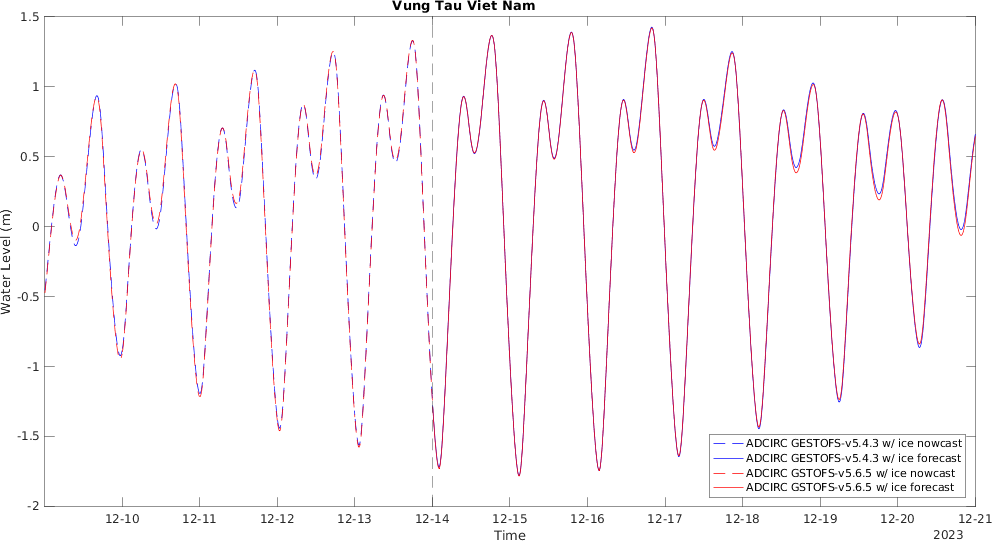 Vung Tau Viet Nam
1.5
1
0.5
0
-0.5
-1
-1.5
-2
Water Level (m)
ADCIRC GESTOFS-v5.4.3 w/ ice nowcast
ADCIRC GESTOFS-v5.4.3 w/ ice forecast
ADCIRC GSTOFS-v5.6.5 w/ ice nowcast
ADCIRC GSTOFS-v5.6.5 w/ ice forecast
12-10 12-11 12-12 12-13 12-14 12-15 12-16 12-17 12-18 12-19 12-20 12-21
Time
2023